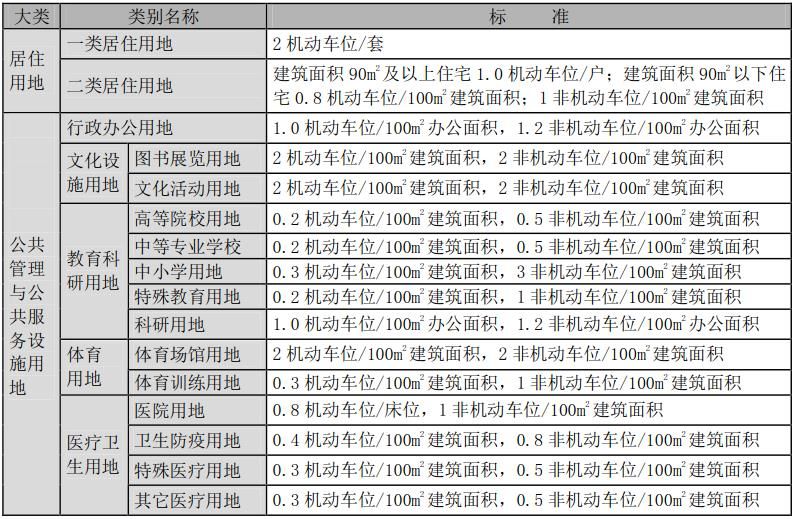 大类 类别名称 标 准
居住用地 一类居住用地 2 机动车位/套
二类居住用地 建筑面积 90㎡及以上住宅 1.0 机动车位/户；建筑面积 90㎡以下住
宅 0.8 机动车位/100㎡建筑面积；1 非机动车位/100㎡建筑面积
公共管理与公共服务设施用地 行政办公用地 1.0 机动车位/100㎡办公面积，1.2 非机动车位/100㎡办公面积
文化设施用地 图书展览用地 2 机动车位/100㎡建筑面积，2 非机动车位/100㎡建筑面积
文化活动用地 2 机动车位/100㎡建筑面积，2 非机动车位/100㎡建筑面积
教育科研用地 高等院校用地 0.2 机动车位/100㎡建筑面积，0.5 非机动车位/100㎡建筑面积
中等专业学校 0.2 机动车位/100㎡建筑面积，0.5 非机动车位/100㎡建筑面积
中小学用地 0.3 机动车位/100㎡建筑面积，3 非机动车位/100㎡建筑面积
特殊教育用地 0.2 机动车位/100㎡建筑面积，1 非机动车位/100㎡建筑面积
科研用地 1.0 机动车位/100㎡办公面积，1.2 非机动车位/100㎡办公面积
体育用地 体育场馆用地 2 机动车位/100㎡建筑面积，2 非机动车位/100㎡建筑面积
体育训练用地 0.3 机动车位/100㎡建筑面积，1 非机动车位/100㎡建筑面积
医疗卫生用地 医院用地 0.8 机动车位/床位，1 非机动车位/100㎡建筑面积
卫生防疫用地 0.4 机动车位/100㎡建筑面积，0.8 非机动车位/100㎡建筑面积
特殊医疗用地 0.3 机动车位/100㎡建筑面积，0.5 非机动车位/100㎡建筑面积
其它医疗用地 0.3 机动车位/100㎡建筑面积，0.5 非机动车位/100㎡建筑面积